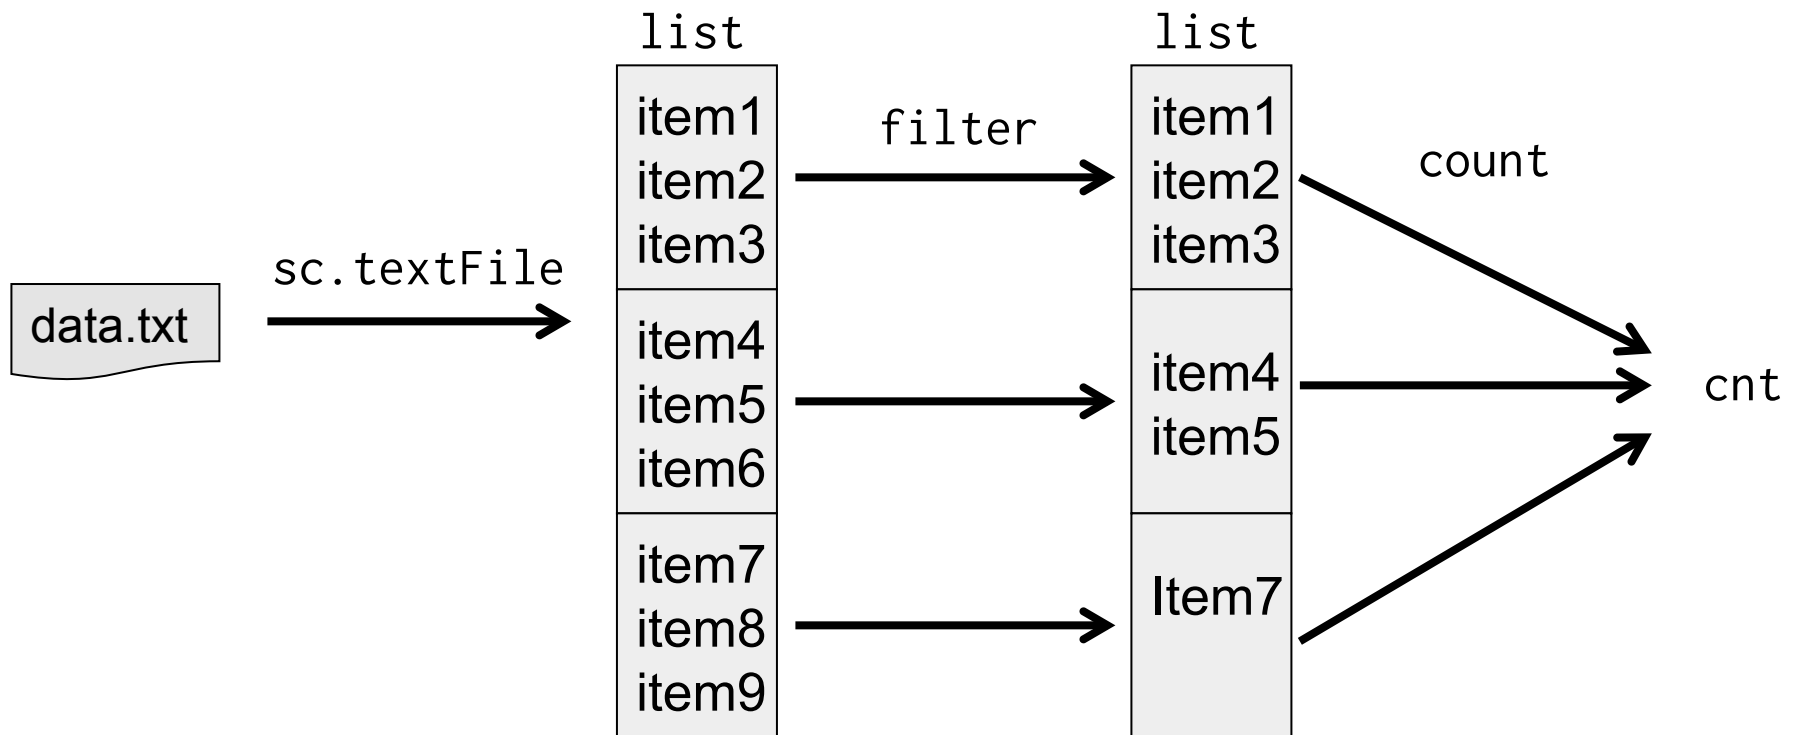 data.txt
sc.textFile
list
item1
item2
item3
item4
item5
item6
item7
item8
item9
filter
list
item1
item2
item3
item4
item5
Item7
count
cnt